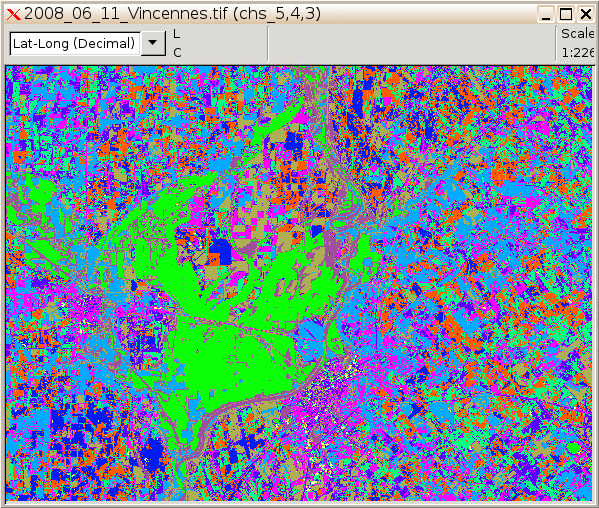 2008_06_11_Vincennes.tif (chs_5,4,3)
Lat-Long (Decimal)
L
C
Scale
1:226